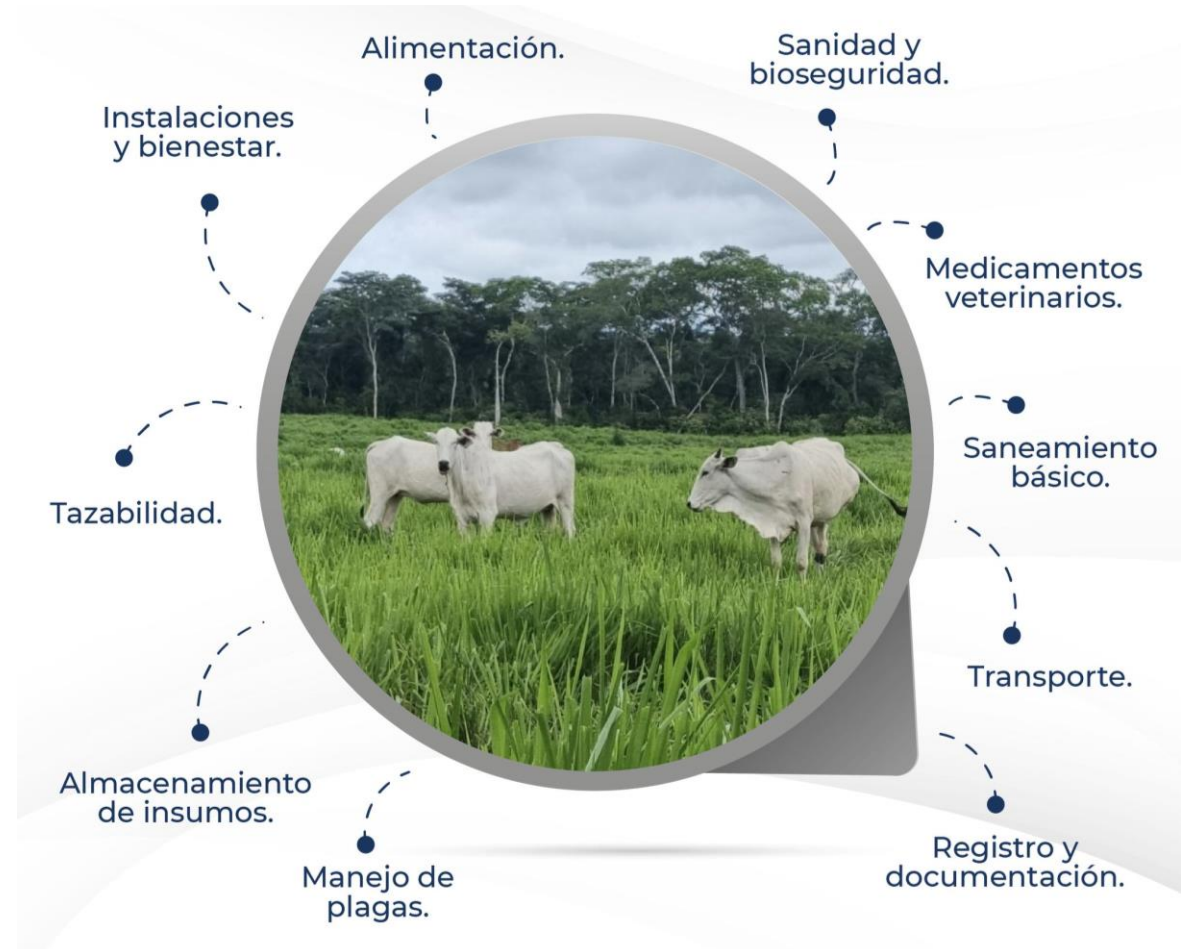 Alimentación.
Sanidad y
bioseguridad.
Instalaciones
y bienestar.
Medicamentos
veterinarios.
Tazabilidad.
Saneamiento
básico.
Transporte.
Almacenamiento
de insumos.
Manejo de
plagas.
Registro y
documentación.